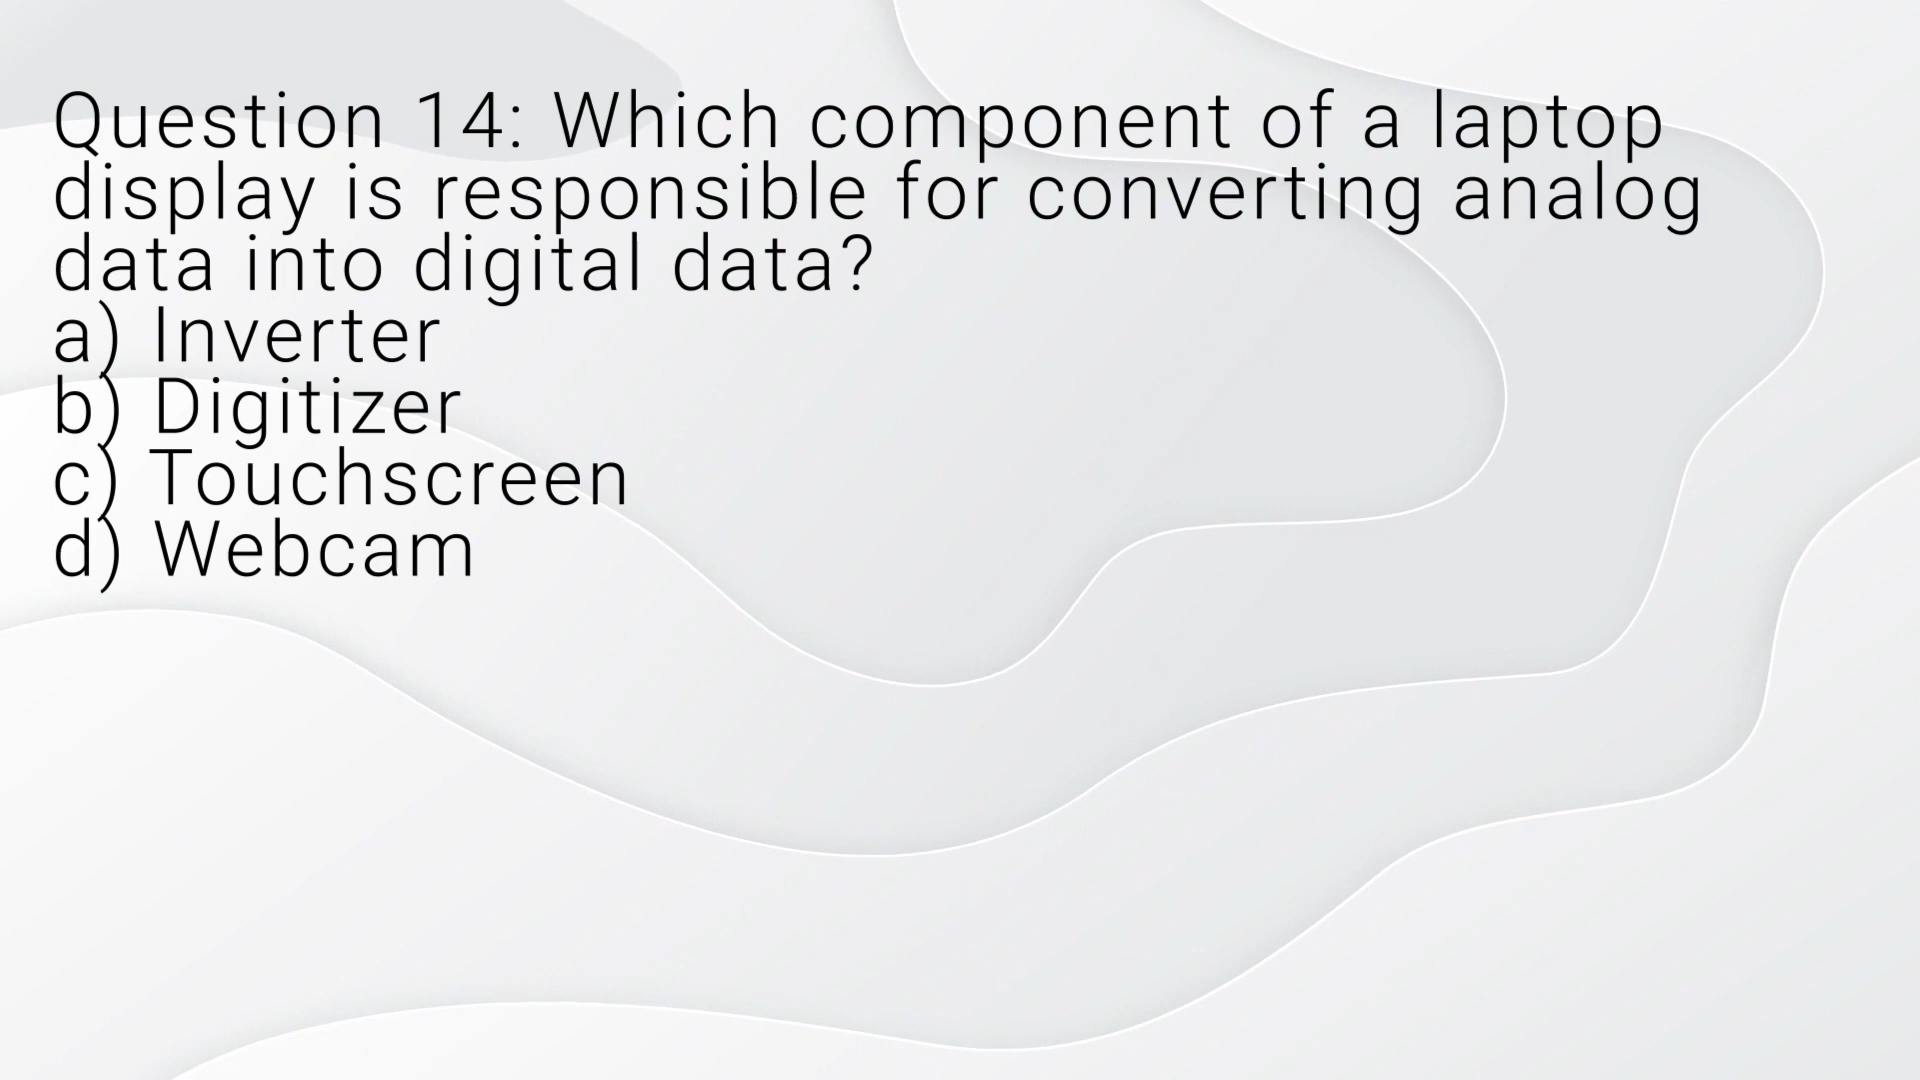 Question 14: Which component of a laptop
display is responsible for converting analog
data into digital data?
a) Inverter
b) Digitizer
c) Touchscreen
d) Webcam